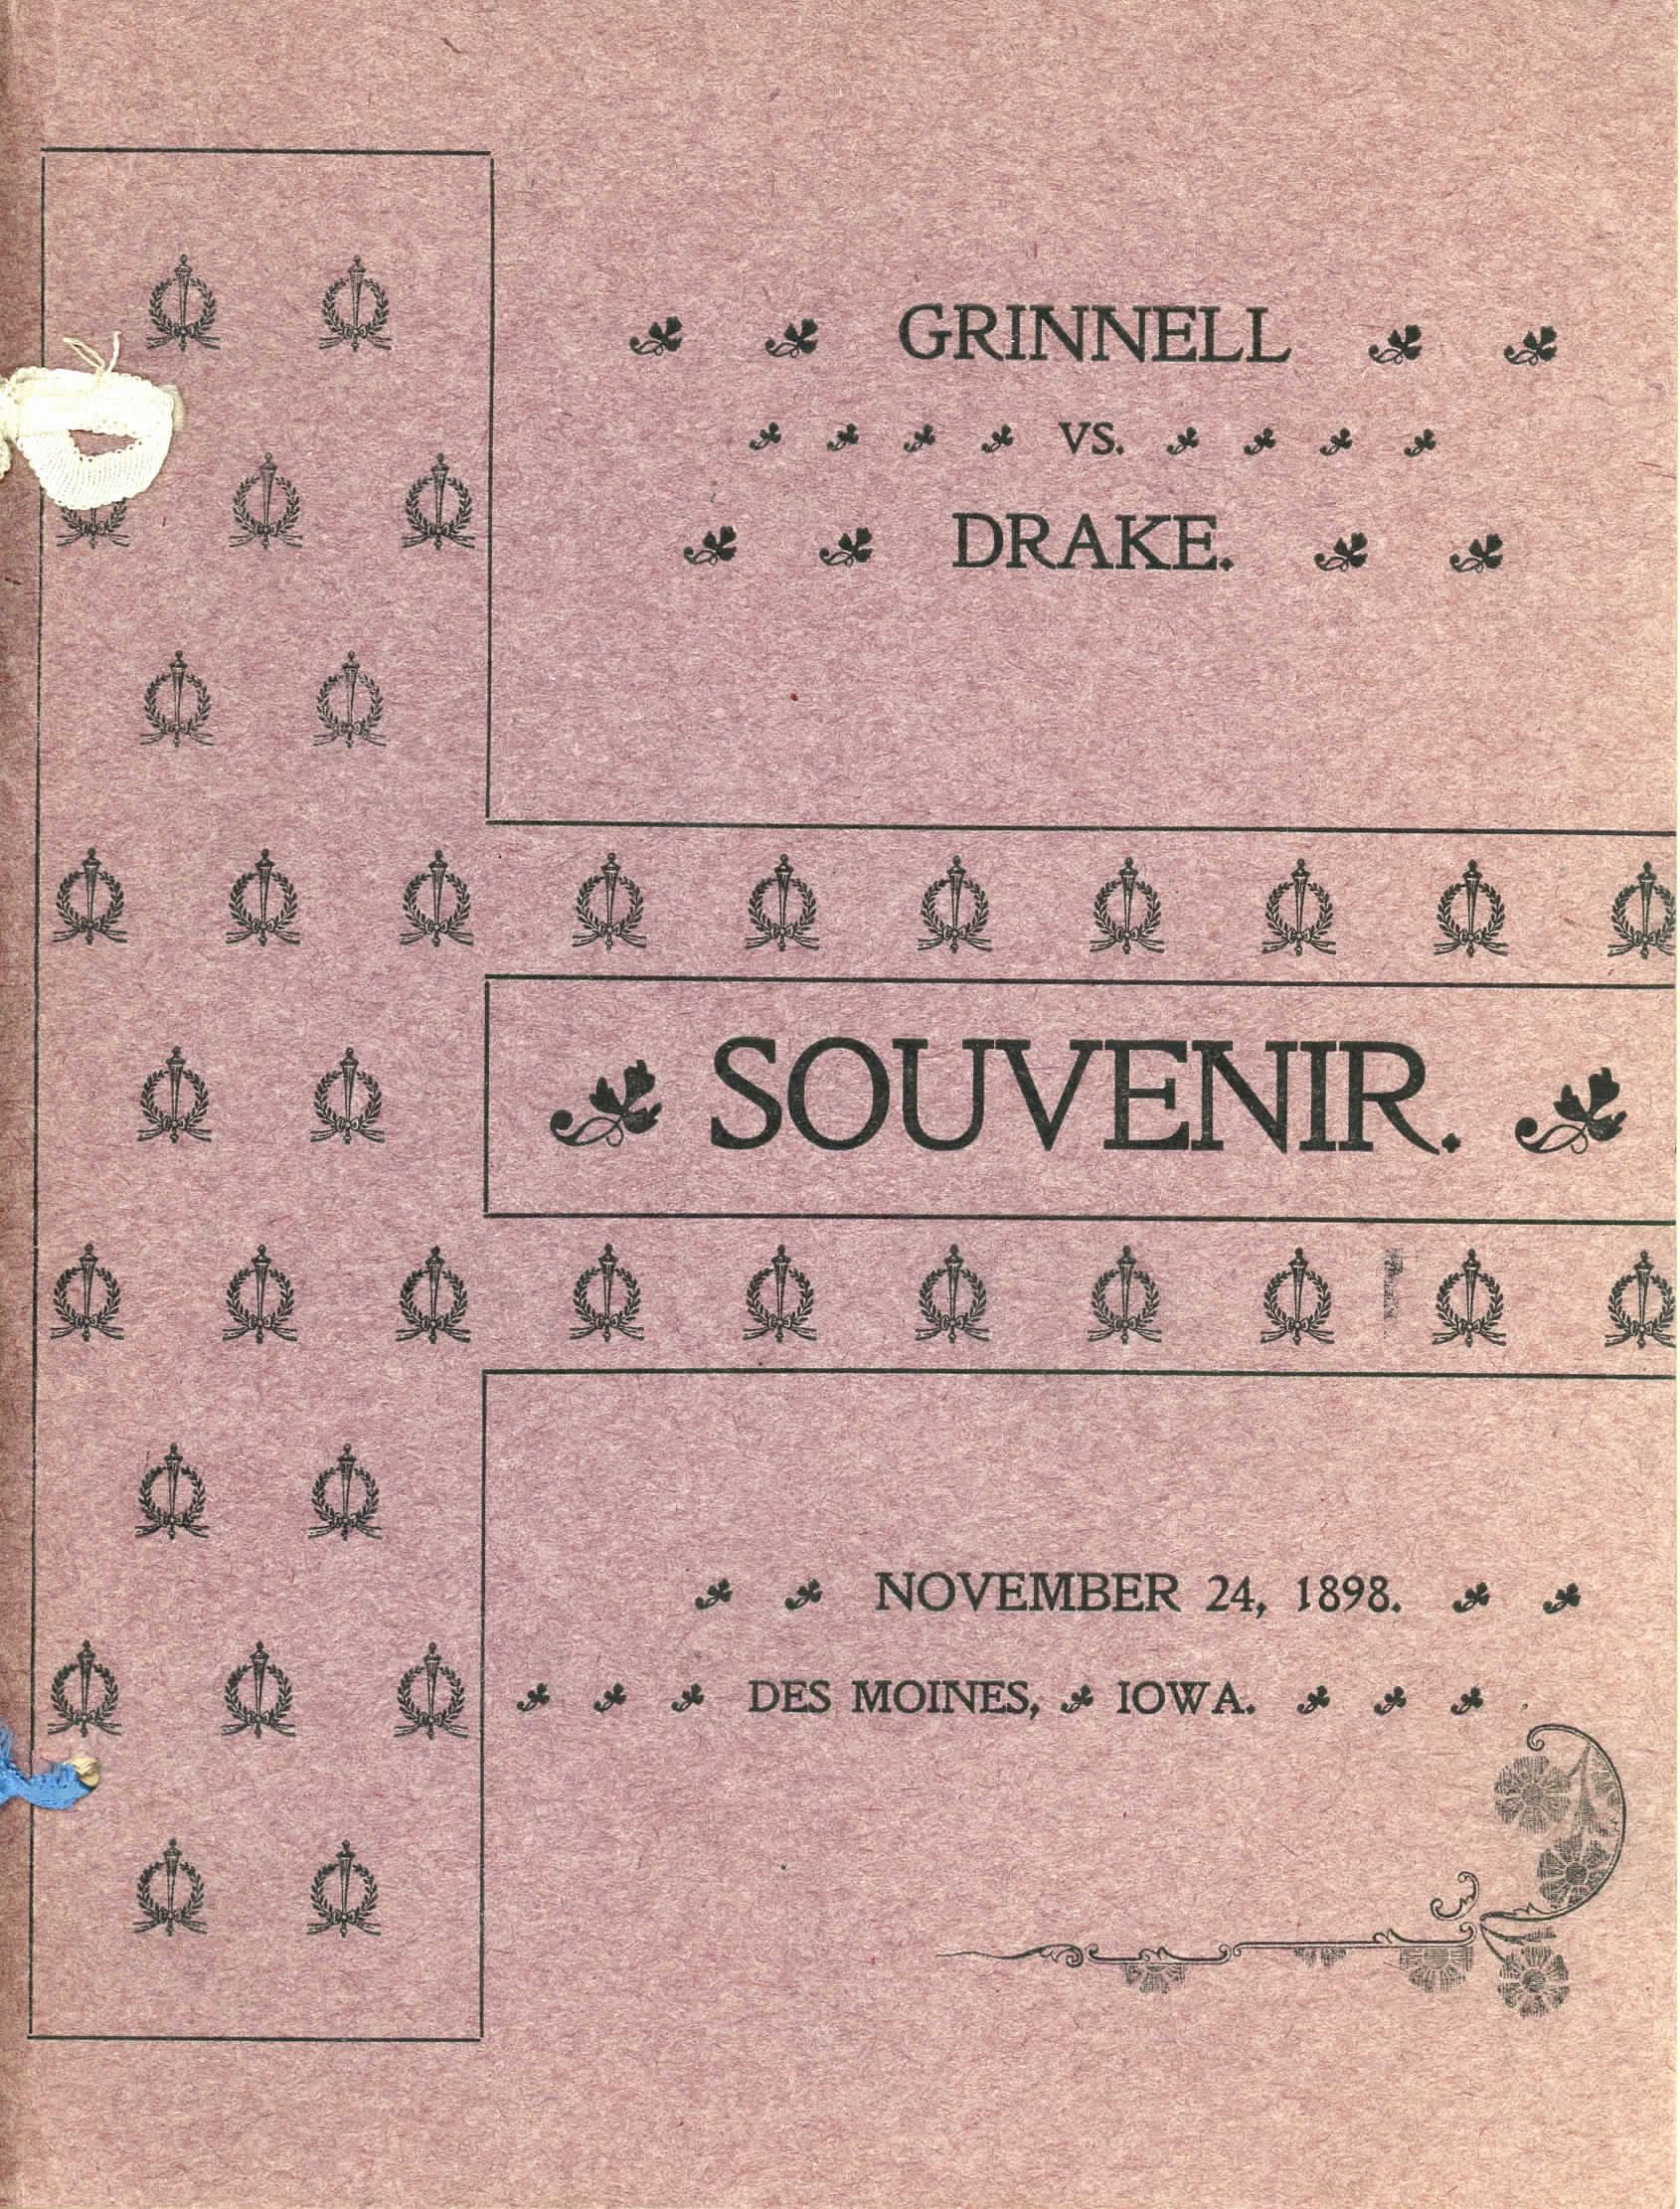 GRINNELL
VS.
DRAKE.
SOUVENIR.
NOVEMBER 24, 1898.
DES MOINES, IOWA.